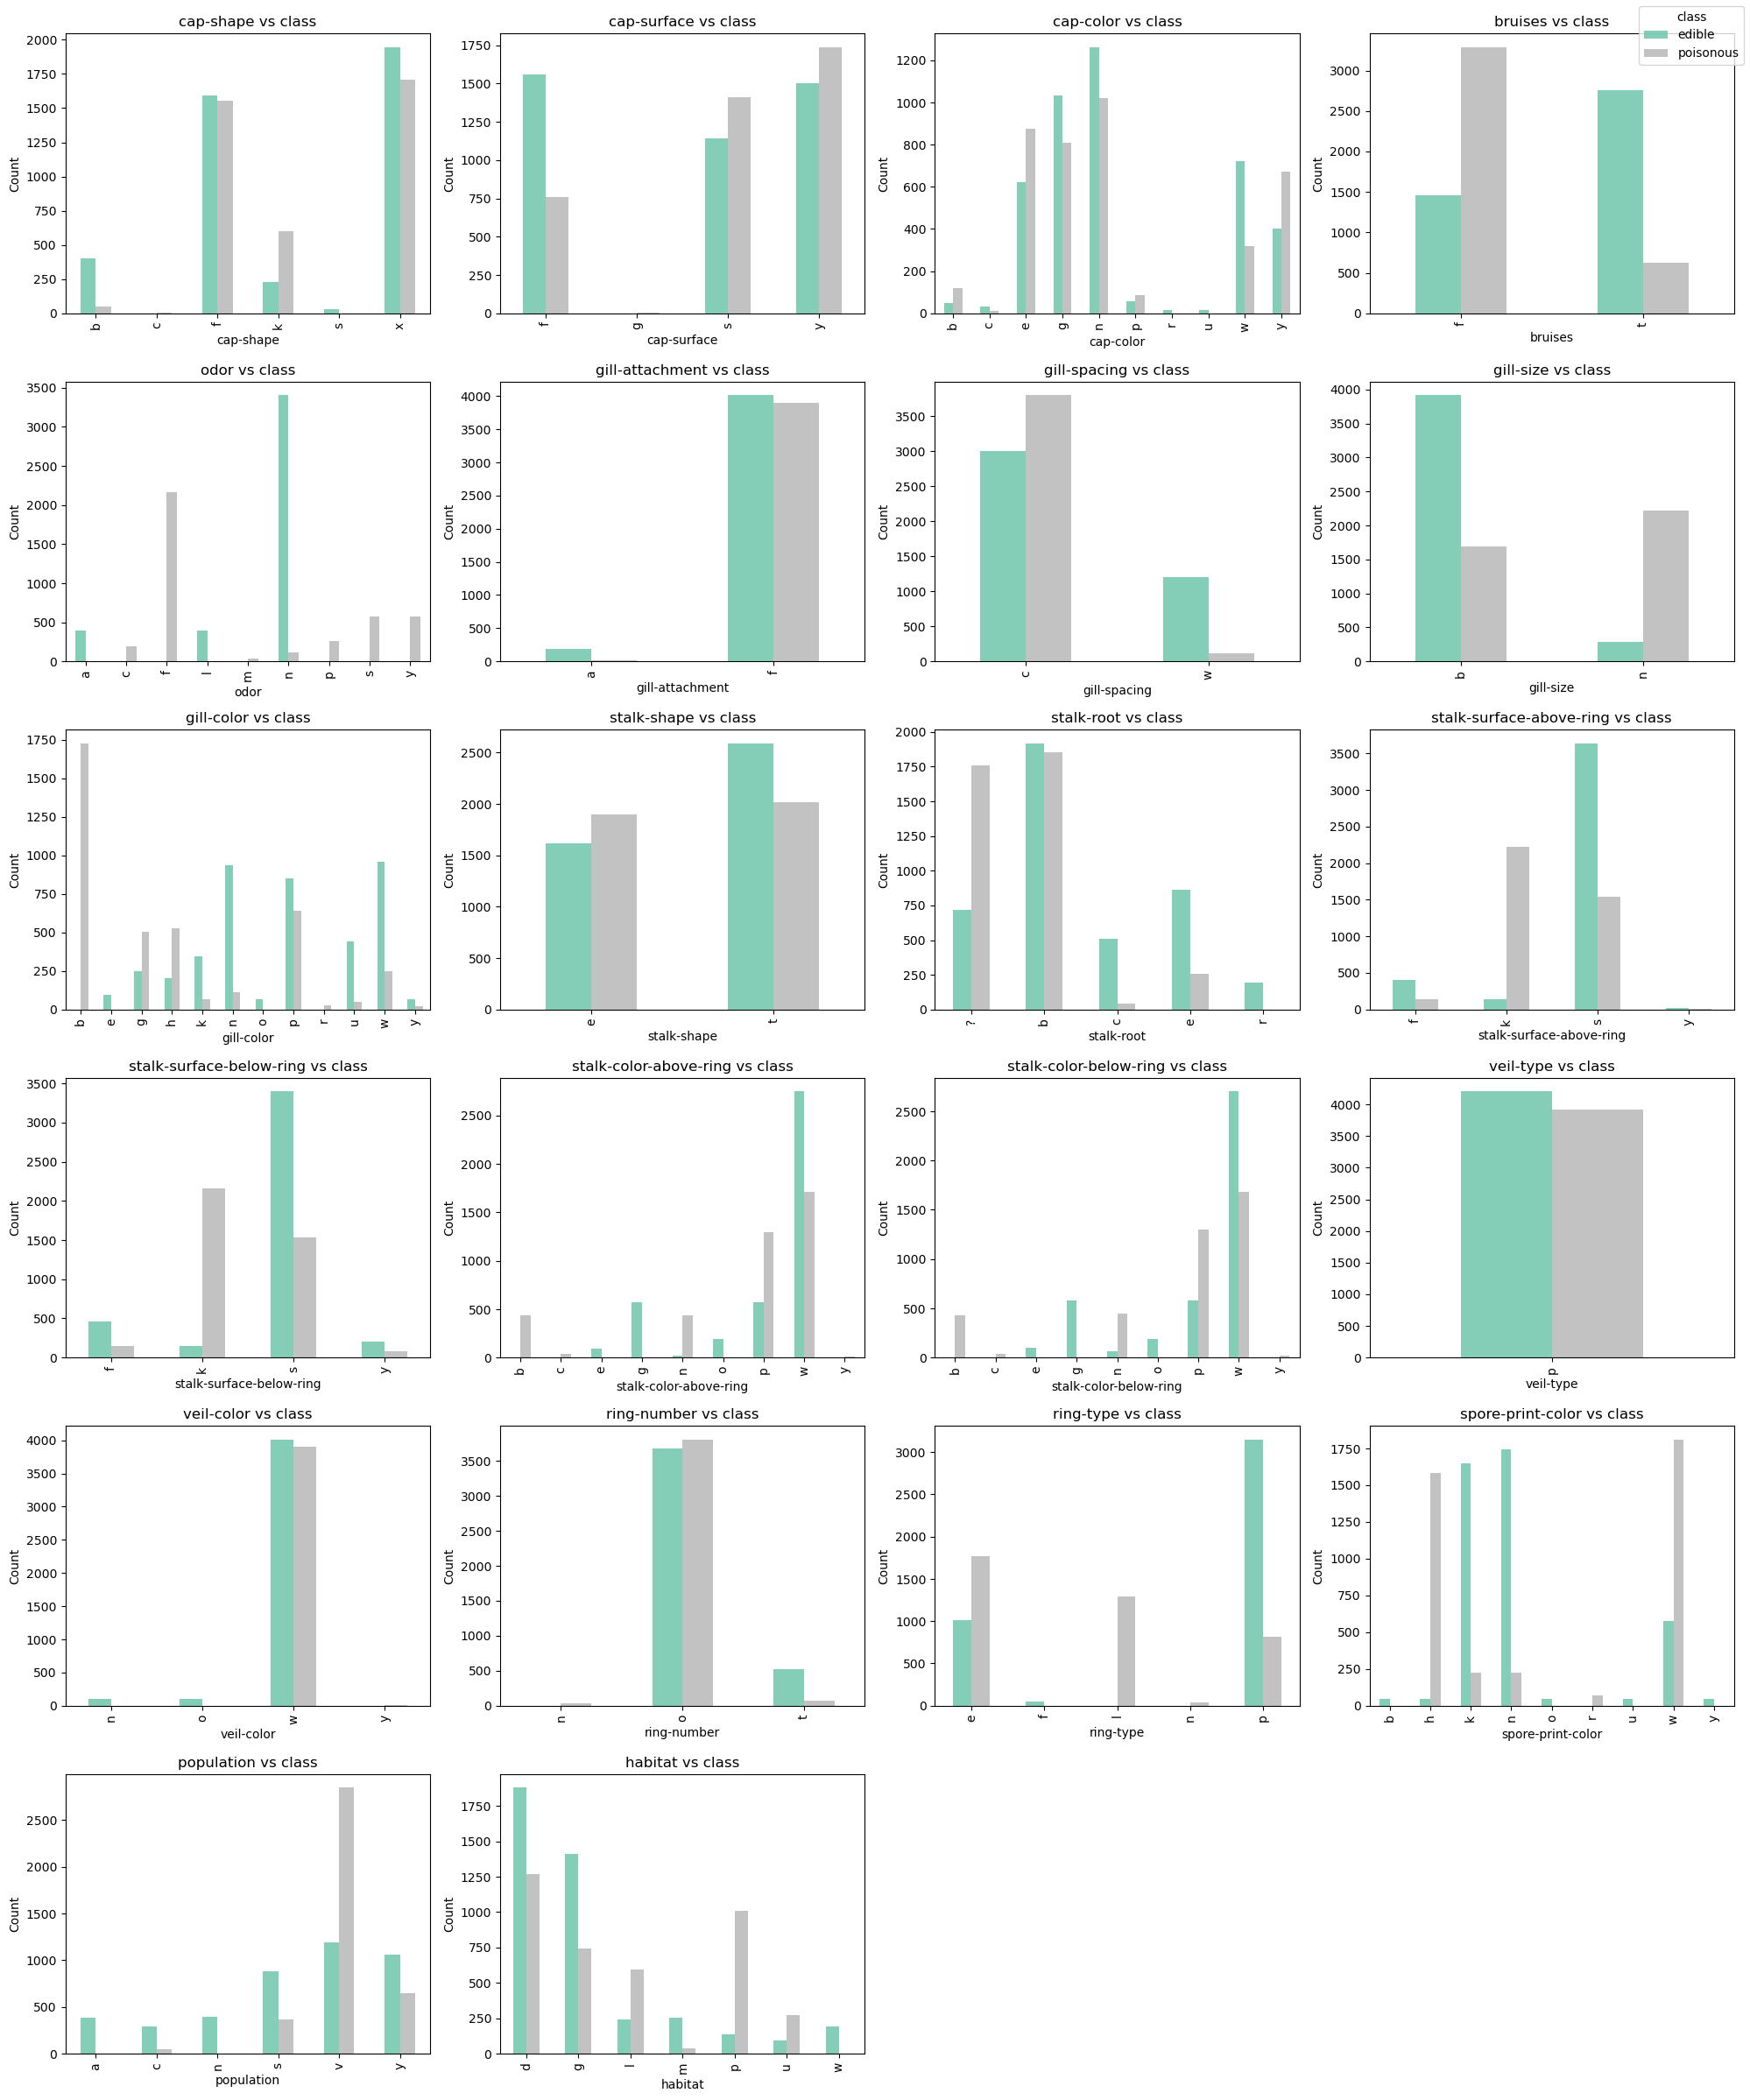 cap-shape vs class
2000
1750
1500
1250
1000
750
500
250
0
Count
b c f k s x
cap-shape
cap-surface vs class
1750
1500
1250
1000
750
500
250
0
Count
f g s y
cap-surface
cap-color vs class
1200
1000
800
600
400
200
0
Count
b c e g n p r u w y
cap-color
bruises vs class
class
edible
poisonous
3000
2500
2000
1500
1000
500
0
Count
f t
bruises
odor vs class
3500
3000
2500
2000
1500
1000
500
0
Count
a c f l m n p s y
odor
gill-attachment vs class
4000
3500
3000
2500
2000
1500
1000
500
0
Count
a f
gill-attachment
gill-spacing vs class
3500
3000
2500
2000
1500
1000
500
0
Count
c w
gill-spacing
gill-size vs class
4000
3500
3000
2500
2000
1500
1000
500
0
Count
b n
gill-size
gill-color vs class
1750
1500
1250
1000
750
500
250
0
Count
b e g h k n o p r u w y
gill-color
stalk-shape vs class
2500
2000
1500
1000
500
0
Count
e t
stalk-shape
stalk-root vs class
2000
1750
1500
1250
1000
750
500
250
0
Count
? b c e r
stalk-root
stalk-surface-above-ring vs class
3500
3000
2500
2000
1500
1000
500
0
Count
f k s y
stalk-surface-above-ring
stalk-surface-below-ring vs class
3500
3000
2500
2000
1500
1000
500
0
Count
f k s y
stalk-surface-below-ring
stalk-color-above-ring vs class
2500
2000
1500
1000
500
0
Count
b c e g n o p w y
stalk-color-above-ring
stalk-color-below-ring vs class
2500
2000
1500
1000
500
0
Count
b c e g n o p w y
stalk-color-below-ring
veil-type vs class
4000
3500
3000
2500
2000
1500
1000
500
0
Count
p
veil-type
veil-color vs class
4000
3500
3000
2500
2000
1500
1000
500
0
Count
n o w y
veil-color
ring-number vs class
3500
3000
2500
2000
1500
1000
500
0
Count
n o t
ring-number
ring-type vs class
3000
2500
2000
1500
1000
500
0
Count
e f l n p
ring-type
spore-print-color vs class
1750
1500
1250
1000
750
500
250
0
Count
b h k n o r u w y
spore-print-color
population vs class
2500
2000
1500
1000
500
0
Count
a c n s v y
population
habitat vs class
1750
1500
1250
1000
750
500
250
0
Count
d g l m p u w
habitat